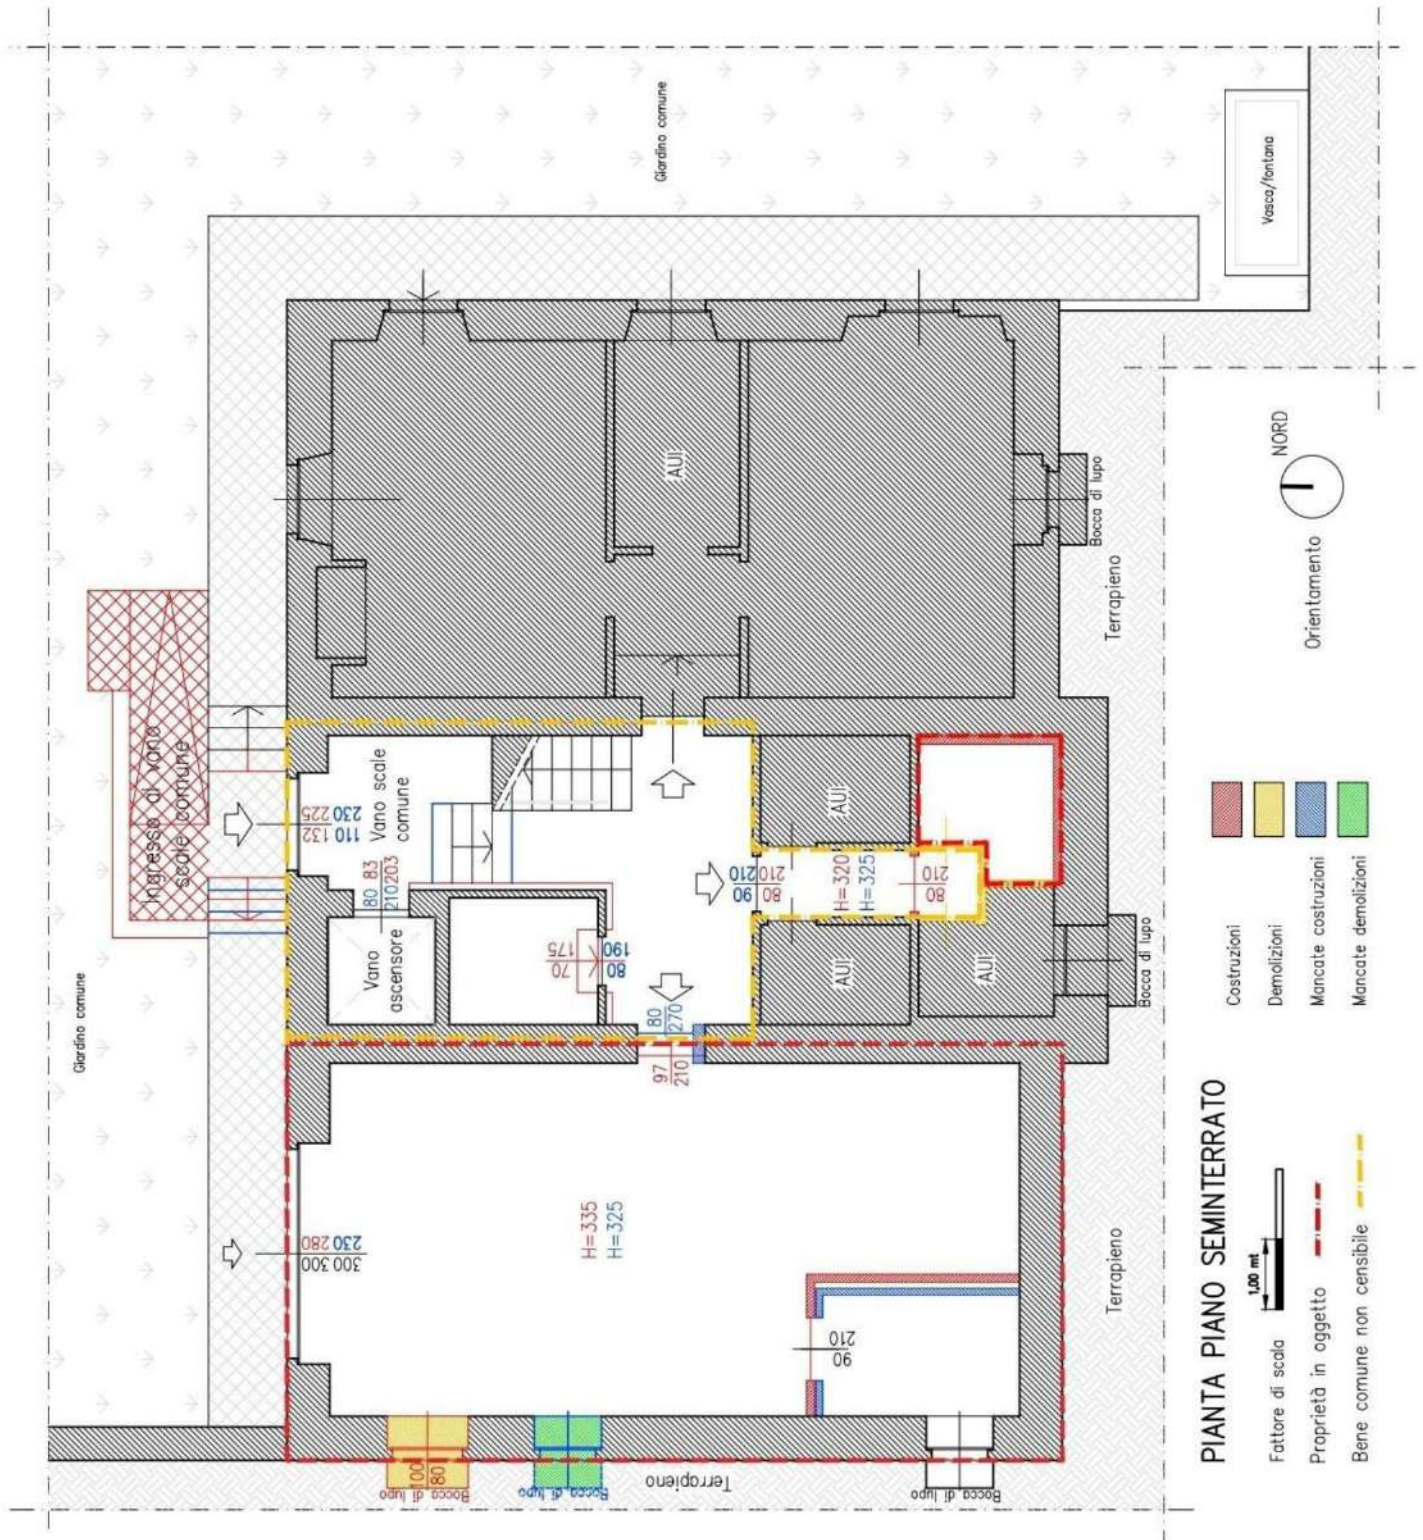 Giardino comune
Vasca/fontana
Giardino comune
AUI
Bocca di lupo
Terrapieno
NORD
Orientamento
Ingresso al vano
scale comune
230 225
110 132
Vano scale
comune
80 83
210 203
Vano
ascensore
175
70
190
80
80
270
97
210
210 210
90 80
H=320
H=325
210
80
AUI
AUI
AUI
Bocca di lupo
230 280
300 300
H=335
H=325
210
90
100
80
Bocca di lupo
Bocca di lupo
Bocca di lupo
Terrapieno
Terrapieno
PIANTA PIANO SEMINTERRATO
Fattore di scala
1,00 mt
Proprietà in oggetto
Bene comune non censibile
Costruzioni
Demolizioni
Mancate costruzioni
Mancate demolizioni